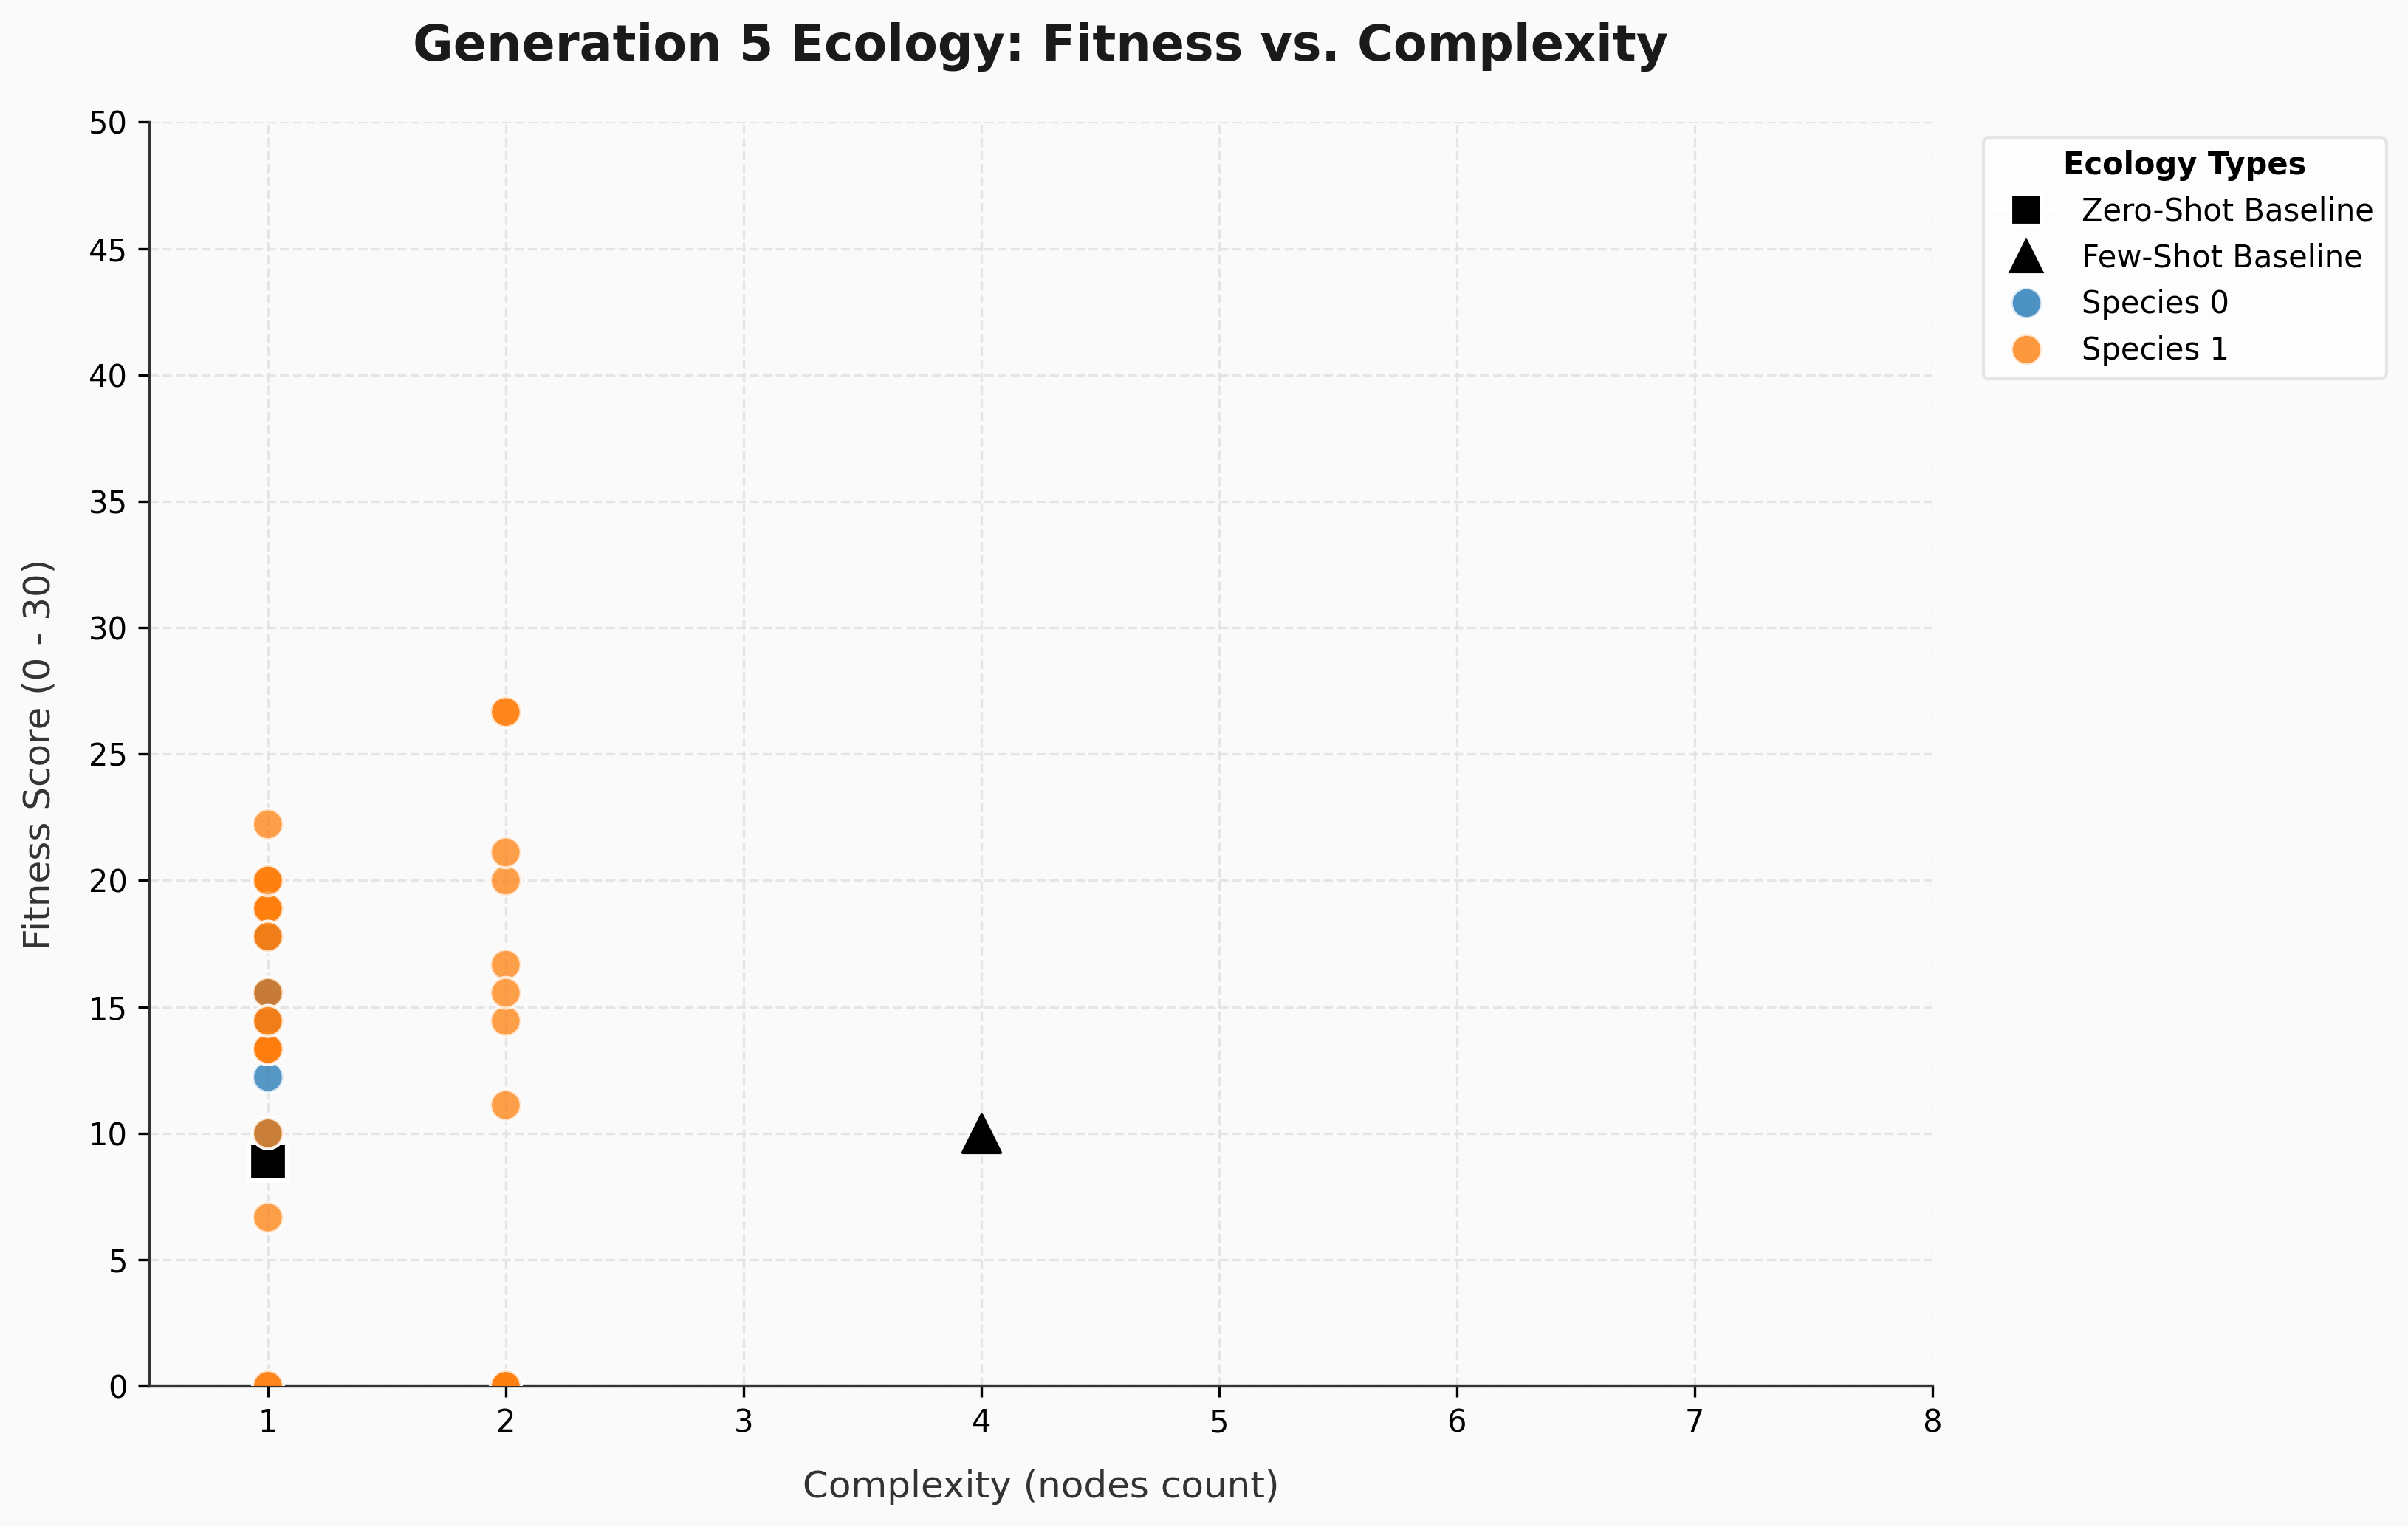 Generation 5 Ecology: Fitness vs. Complexity
50
45
40
35
30
25
20
15
10
5
0
Fitness Score (0 - 30)
1 2 3 4 5 6 7 8
Complexity (nodes count)
Ecology Types
Zero-Shot Baseline
Few-Shot Baseline
Species 0
Species 1